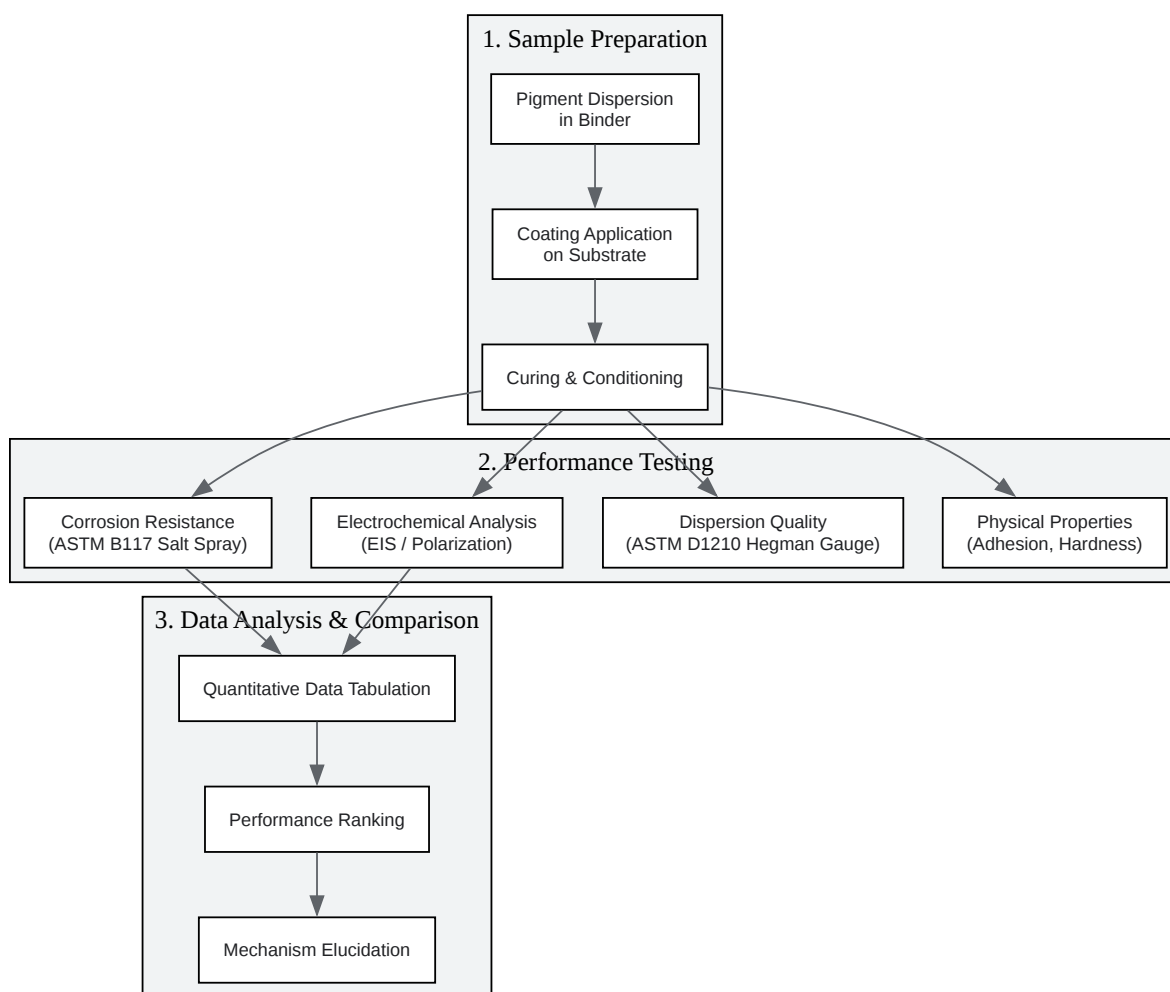 1. Sample Preparation
Pigment Dispersion
in Binder
Coating Application
on Substrate
Curing & Conditioning
2. Performance Testing
Corrosion Resistance
(ASTM B117 Salt Spray)
Electrochemical Analysis
(EIS / Polarization)
Dispersion Quality
(ASTM D1210 Hegman Gauge)
Physical Properties
(Adhesion, Hardness)
3. Data Analysis & Comparison
Quantitative Data Tabulation
Performance Ranking
Mechanism Elucidation